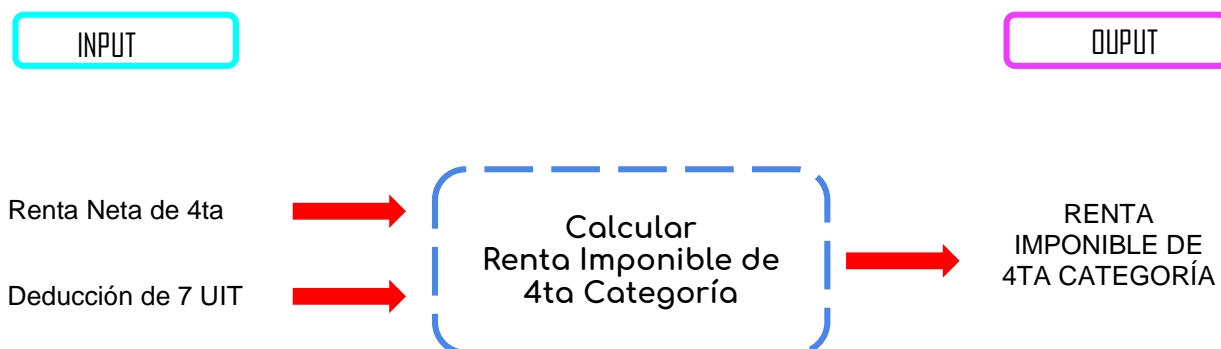 INPUT
OUPUT
Renta Neta de 4ta
Deducción de 7 UIT
Calcular
Renta Imponible de
4ta Categoría
RENTA
IMPONIBLE DE
4TA CATEGORÍA